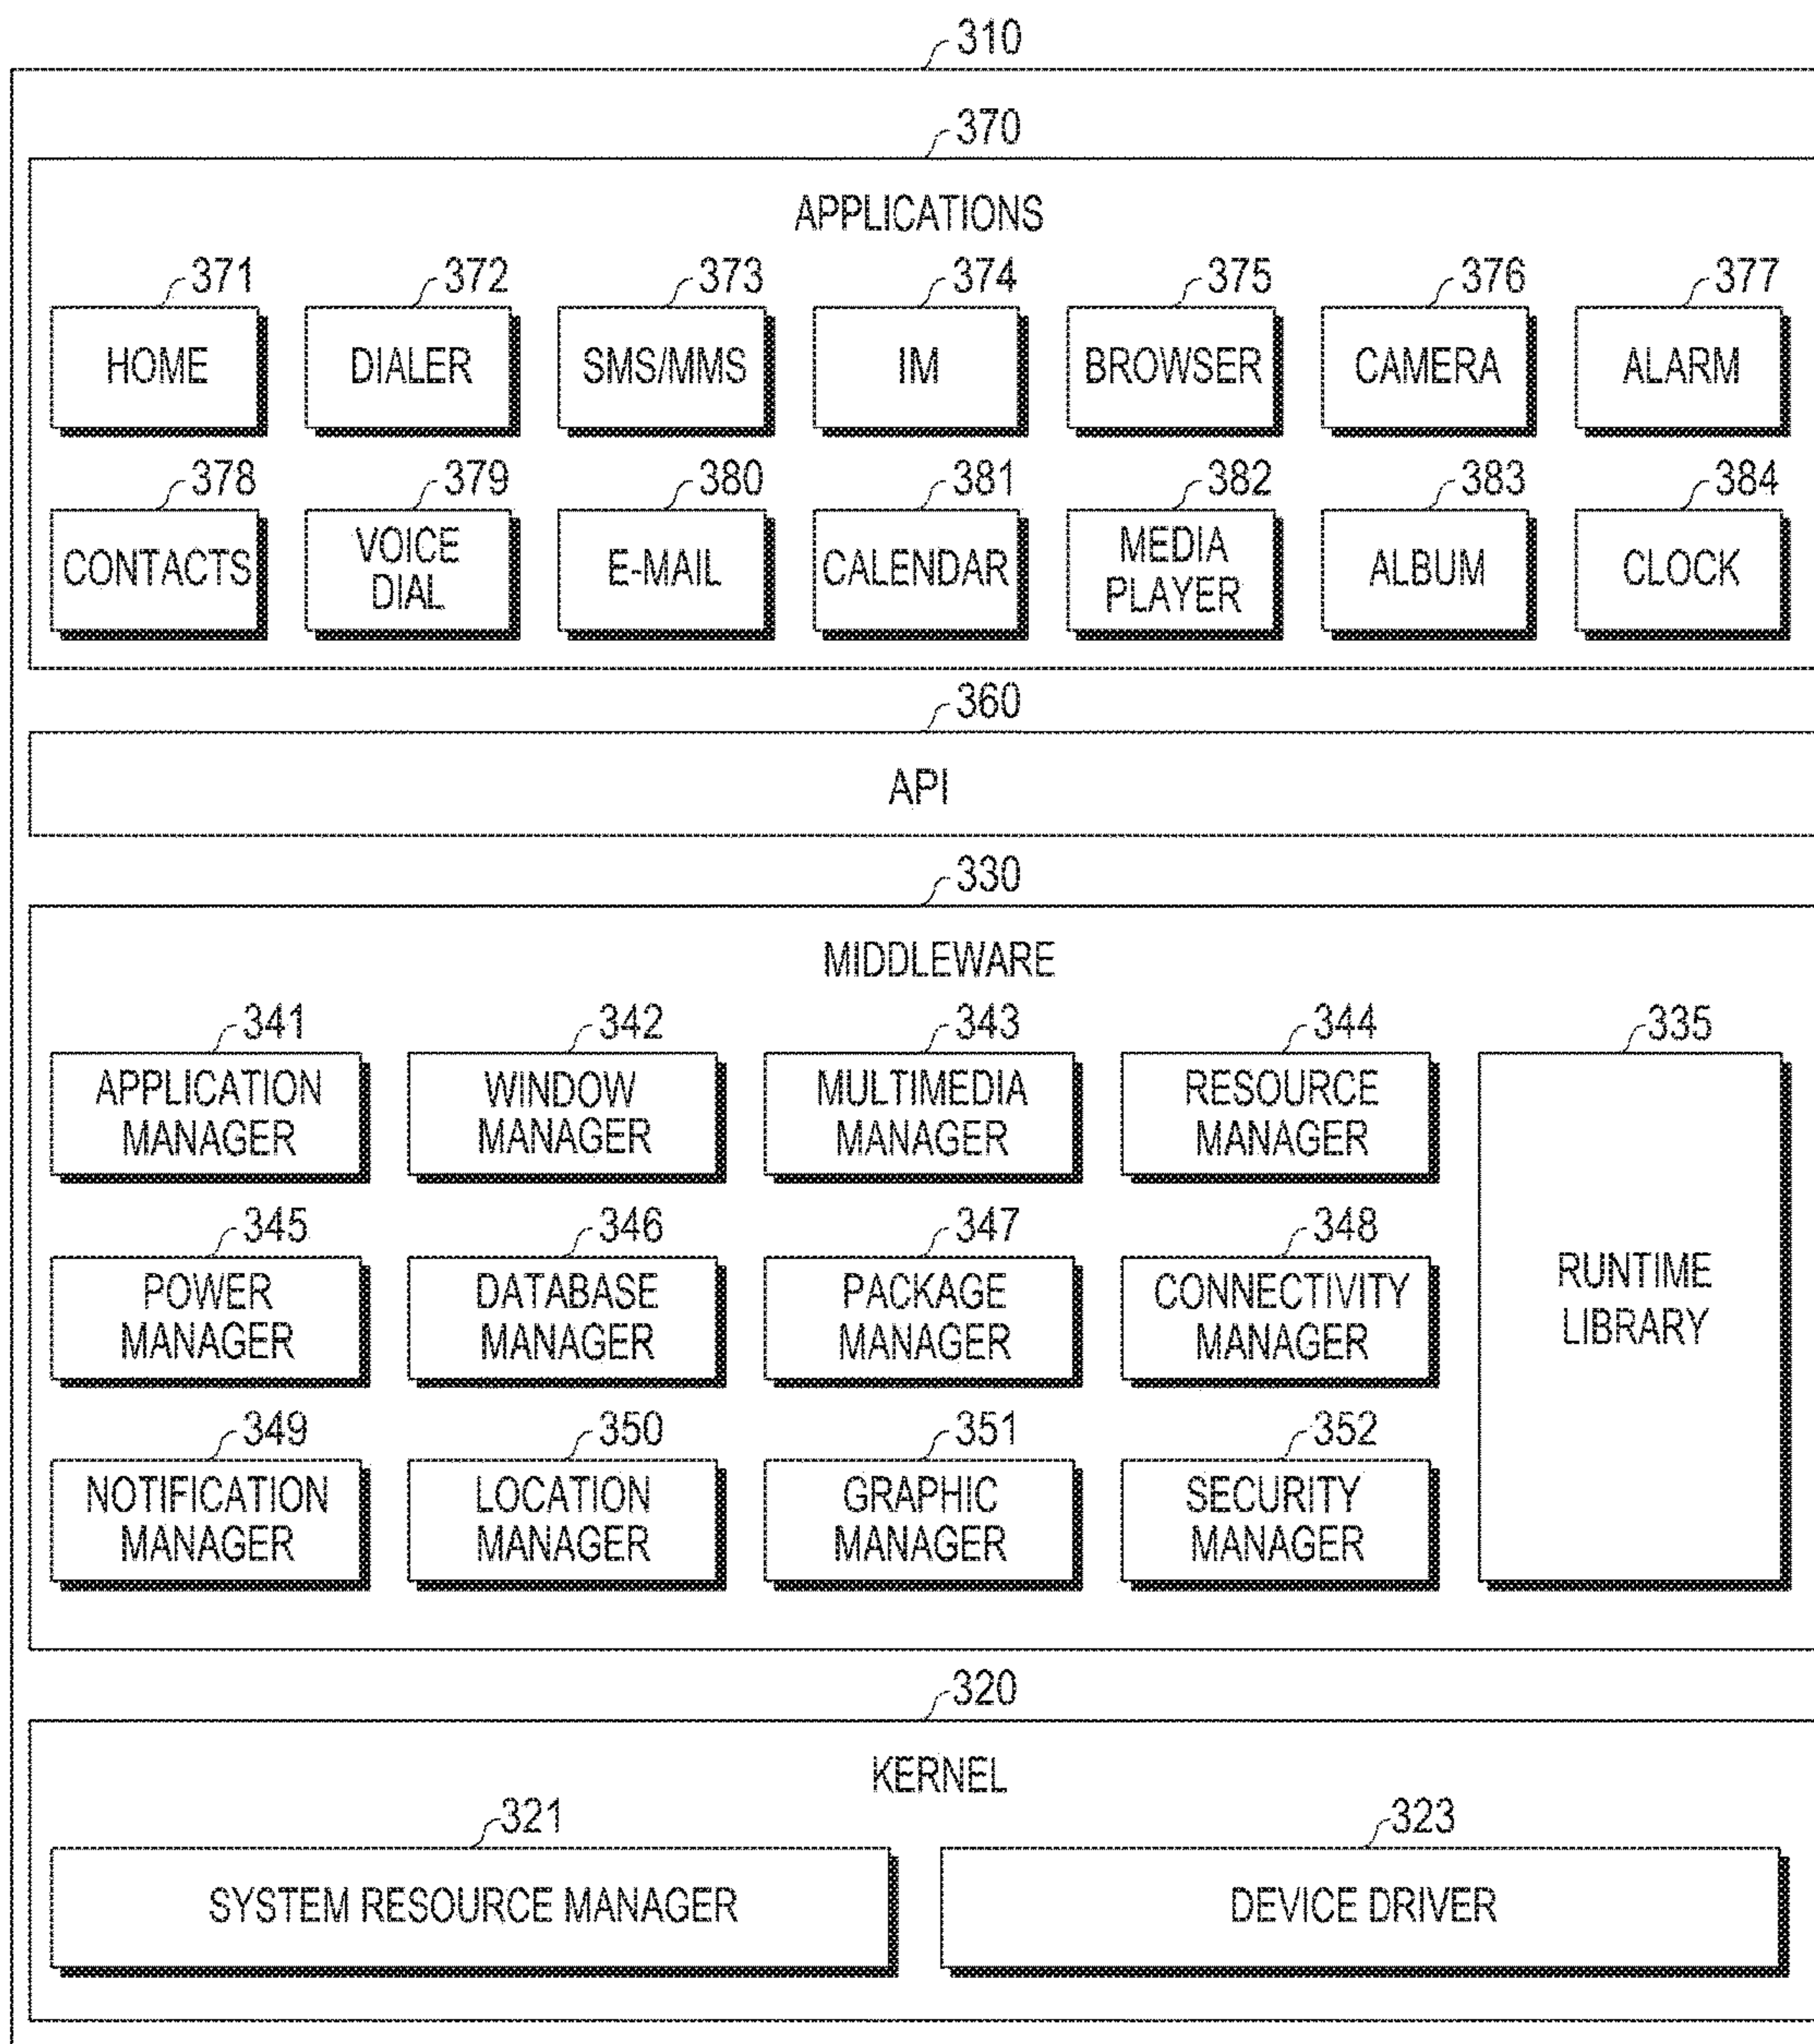 310
370
APPLICATIONS
371 372 373 374 375 376 377
HOME DIALER SMS/MMS IM BROWSER CAMERA ALARM
378 379 380 381 382 383 384
CONTACTS VOICE DIAL E-MAIL CALENDAR MEDIA PLAYER ALBUM CLOCK
360
API
330
MIDDLEWARE
341 342 343 344 335
APPLICATION WINDOW MULTIMEDIA RESOURCE
MANAGER MANAGER MANAGER MANAGER
345 346 347 348
POWER DATABASE PACKAGE CONNECTIVITY RUNTIME
MANAGER MANAGER MANAGER MANAGER LIBRARY
349 350 351 352
NOTIFICATION LOCATION GRAPHIC SECURITY
MANAGER MANAGER MANAGER MANAGER
320
KERNEL
321 323
SYSTEM RESOURCE MANAGER DEVICE DRIVER